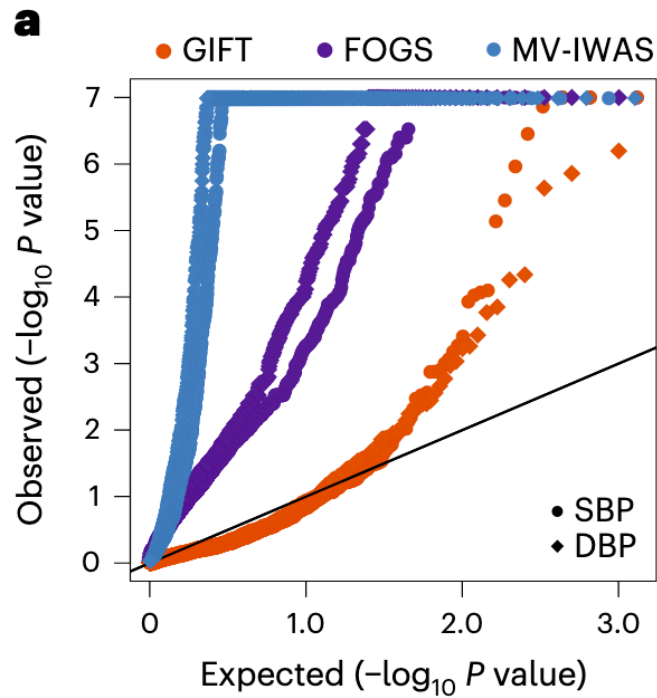 a
GIFT FOGS MV-IWAS
7
6
5
4
3
2
1
0
Observed (−log10 P value)
SBP
DBP
0 1.0 2.0 3.0
Expected (−log10 P value)